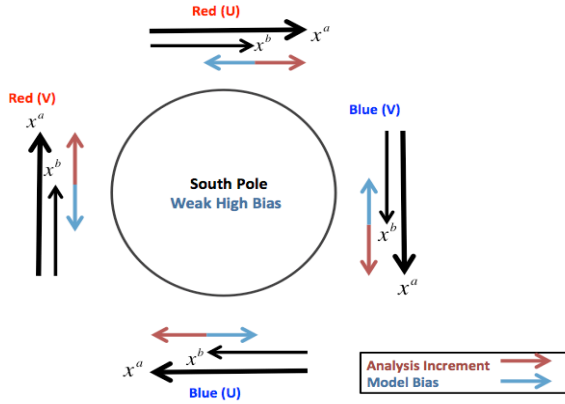 Red (U)
x^b
x^a
Red (V)
x^a
x^b
Blue (V)
South Pole
Weak High Bias
x^b
x^a
x^b
x^a
Blue (U)
Analysis Increment
Model Bias